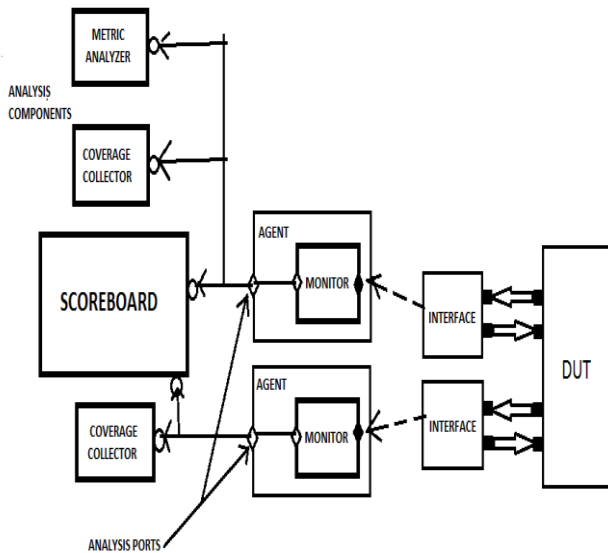 METRIC
ANALYZER
ANALYSIS
COMPONENTS
COVERAGE
COLLECTOR
AGENT
MONITOR
INTERFACE
SCOREBOARD
DUT
AGENT
MONITOR
INTERFACE
COVERAGE
COLLECTOR
ANALYSIS PORTS